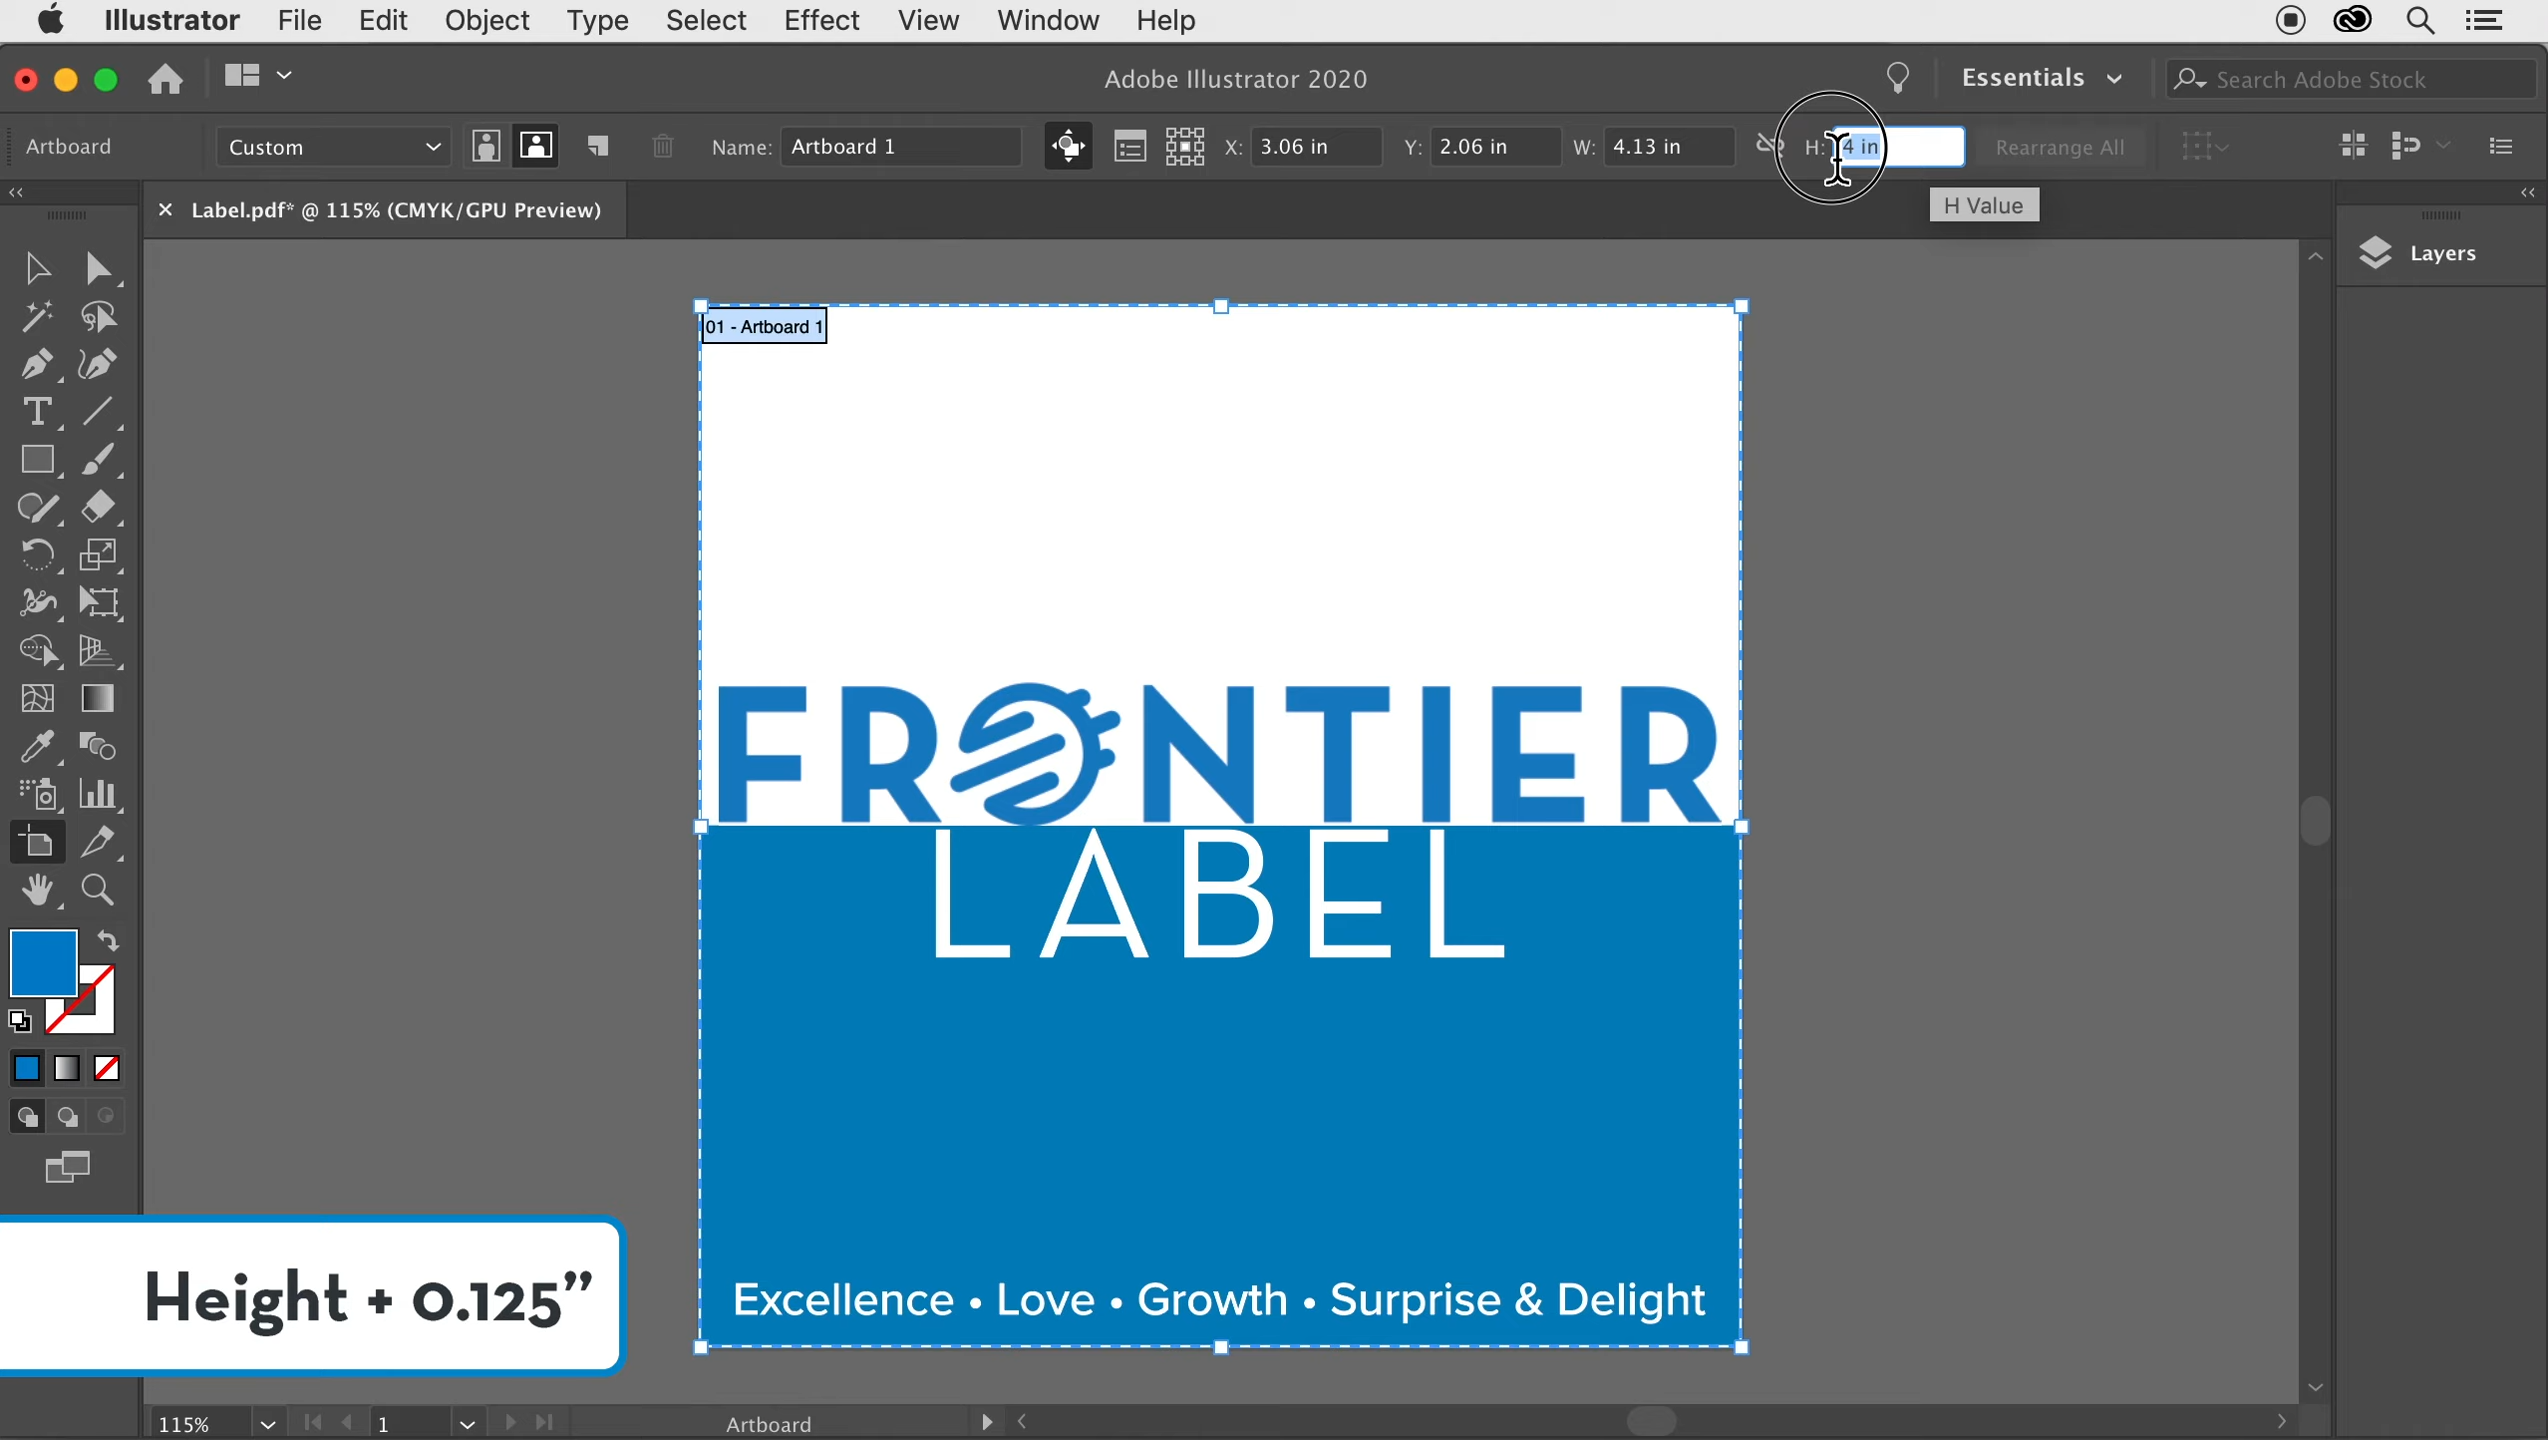 Illustrator File Edit Object Type Select Effect View Window Help
Adobe Illustrator 2020
Essentials
Search Adobe Stock
Artboard
Custom
Name: Artboard 1
X: 3.06 in
Y: 2.06 in
W: 4.13 in
H: 4 in
Rearrange All
H Value
Label.pdf* @ 115% (CMYK/GPU Preview)
Layers
01 - Artboard 1
FRONTIER
LABEL
Excellence • Love • Growth • Surprise & Delight
Height + 0.125”
115%
1
Artboard